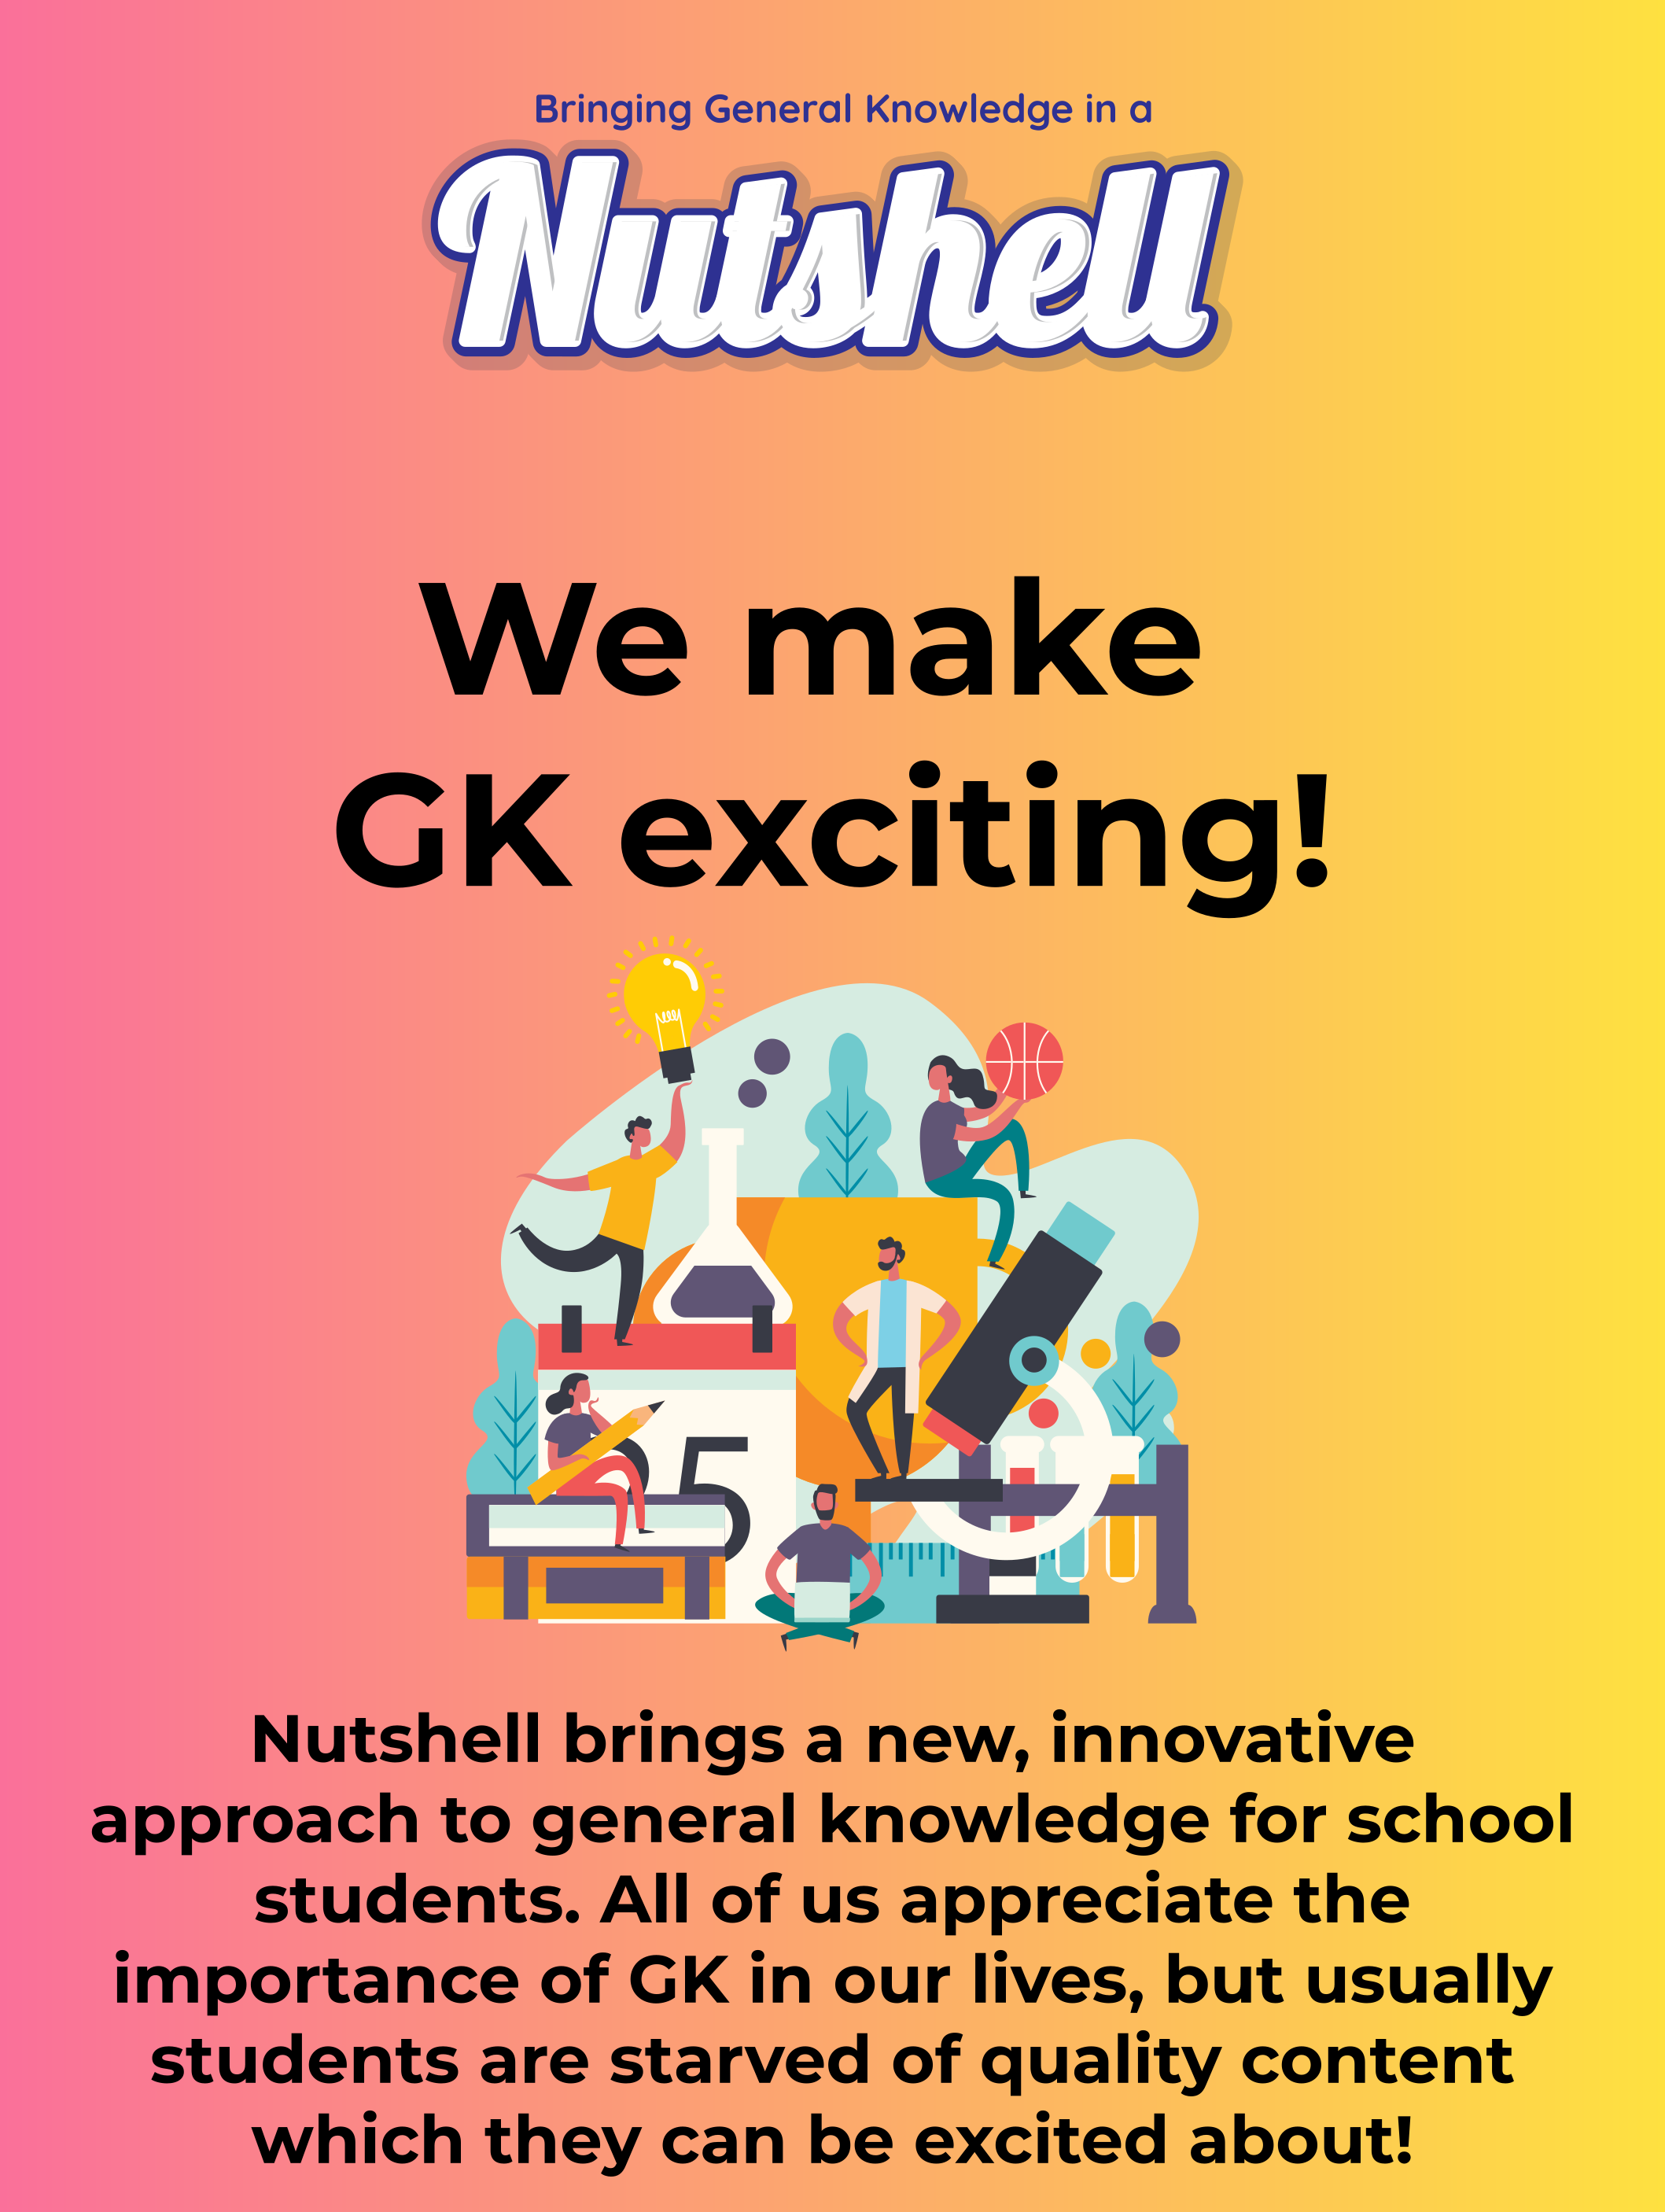 Bringing General Knowledge in a
Nutshell
We make
GK exciting!
25
Nutshell brings a new, innovative
approach to general knowledge for school
students. All of us appreciate the
importance of GK in our lives, but usually
students are starved of quality content
which they can be excited about!